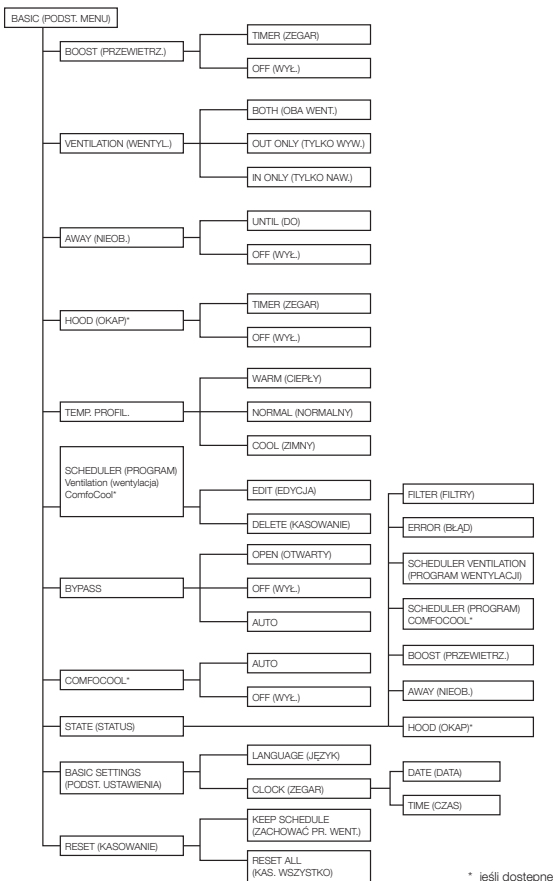 BASIC (PODST. MENU)
BOOST (PRZEWIETRZ.)
TIMER (ZEGAR)
OFF (WYŁ.)
VENTILATION (WENTYL.)
BOTH (OBA WENT.)
OUT ONLY (TYLKO WYW.)
IN ONLY (TYLKO NAW.)
AWAY (NIEOB.)
UNTIL (DO)
OFF (WYŁ.)
HOOD (OKAP)*
TIMER (ZEGAR)
OFF (WYŁ.)
TEMP. PROFIL.
WARM (CIEPŁY)
NORMAL (NORMALNY)
COOL (ZIMNY)
SCHEDULER (PROGRAM)
Ventilation (wentylacja)
ComfoCool*
EDIT (EDYCJA)
DELETE (KASOWANIE)
BYPASS
OPEN (OTWARTY)
OFF (WYŁ.)
AUTO
COMFOCOOL*
AUTO
OFF (WYŁ.)
STATE (STATUS)
FILTER (FILTRY)
ERROR (BŁĄD)
SCHEDULER VENTILATION
(PROGRAM WENTYLACJI)
SCHEDULER (PROGRAM)
COMFOCOOL*
BOOST (PRZEWIETRZ.)
AWAY (NIEOB.)
HOOD (OKAP)*
BASIC SETTINGS
(PODST. USTAWIENIA)
LANGUAGE (JĘZYK)
CLOCK (ZEGAR)
DATE (DATA)
TIME (CZAS)
RESET (KASOWANIE)
KEEP SCHEDULE
(ZACHOWAĆ PR. WENT.)
RESET ALL
(KAS. WSZYSTKO)
* jeśli dostępne